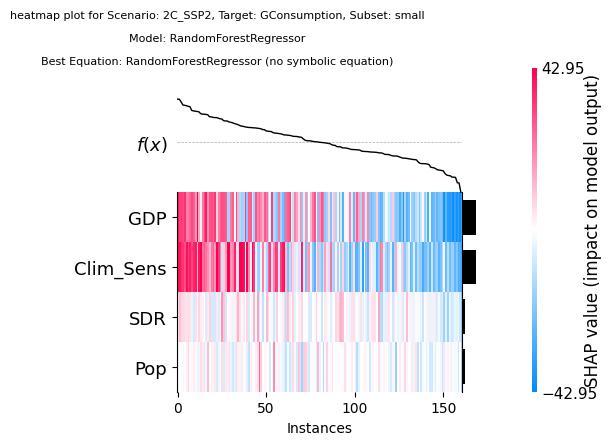 heatmap plot for Scenario: 2C_SSP2, Target: GConsumption, Subset: small
Model: RandomForestRegressor
Best Equation: RandomForestRegressor (no symbolic equation)
42.95
f(x)
GDP
Clim_Sens
SDR
Pop
0
50
100
150
Instances
−42.95
SHAP value (impact on model output)